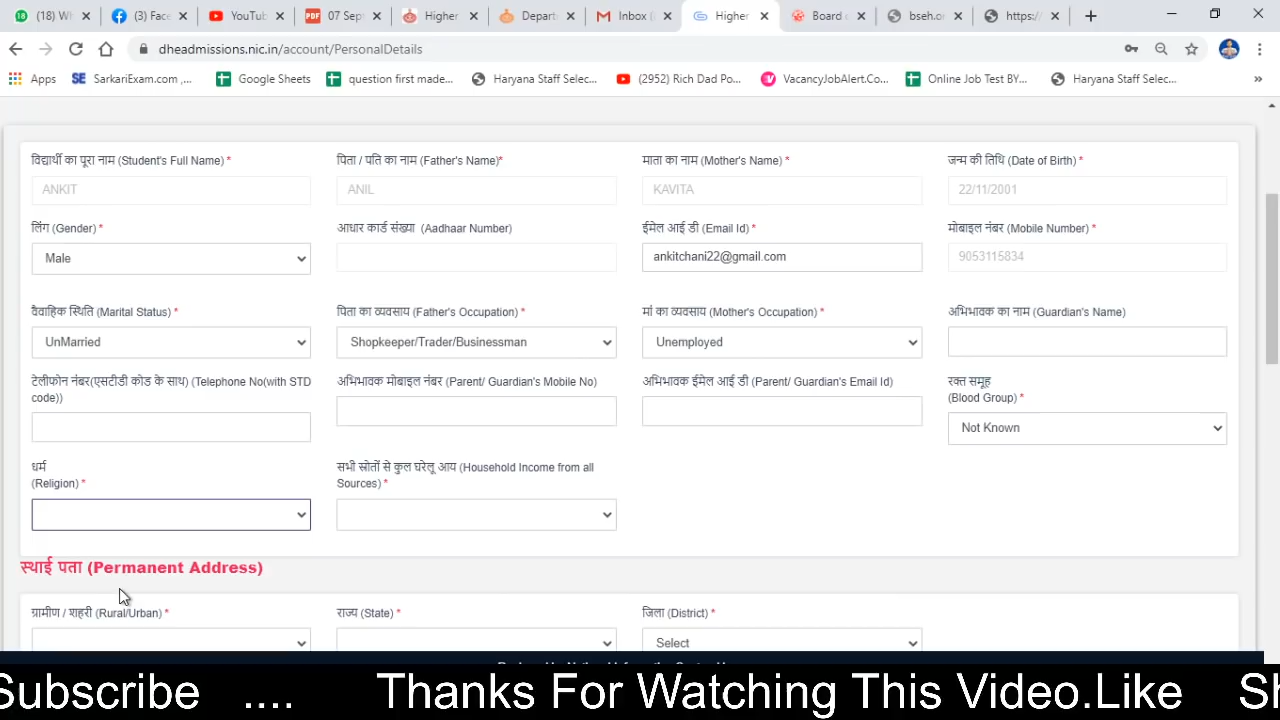 (18) W
(3) Face
YouTub
07 Sept
Higher
Depart
Inbox (
Higher
Board o
bseh.or
https:/
dheadmissions.nic.in/account/PersonalDetails
Apps
SarkariExam.com ,...
Google Sheets
question first made...
Haryana Staff Selec...
(2952) Rich Dad Po...
VacancyJobAlert.Co...
Online Job Test BY...
Haryana Staff Selec...
»
विद्यार्थी का पूरा नाम (Student's Full Name) *
पिता / पति का नाम (Father's Name)*
माता का नाम (Mother's Name) *
जन्म की तिथि (Date of Birth) *
ANKIT
ANIL
KAVITA
22/11/2001
लिंग (Gender) *
आधार कार्ड संख्या (Aadhaar Number)
ईमेल आई डी (Email Id) *
मोबाइल नंबर (Mobile Number) *
Male
ankitchani22@gmail.com
9053115834
वैवाहिक स्थिति (Marital Status) *
पिता का व्यवसाय (Father's Occupation) *
मां का व्यवसाय (Mother's Occupation) *
अभिभावक का नाम (Guardian's Name)
UnMarried
Shopkeeper/Trader/Businessman
Unemployed
टेलीफोन नंबर(एसटीडी कोड के साथ) (Telephone No(with STD
code))
अभिभावक मोबाइल नंबर (Parent/ Guardian's Mobile No)
अभिभावक ईमेल आई डी (Parent/ Guardian's Email Id)
रक्त समूह
(Blood Group) *
Not Known
धर्म
(Religion) *
सभी स्रोतों से कुल घरेलू आय (Household Income from all
Sources) *
स्थाई पता (Permanent Address)
ग्रामीण / शहरी (Rural/Urban) *
राज्य (State) *
जिला (District) *
Select
Subscribe .... Thanks For Watching This Video.Like Sh